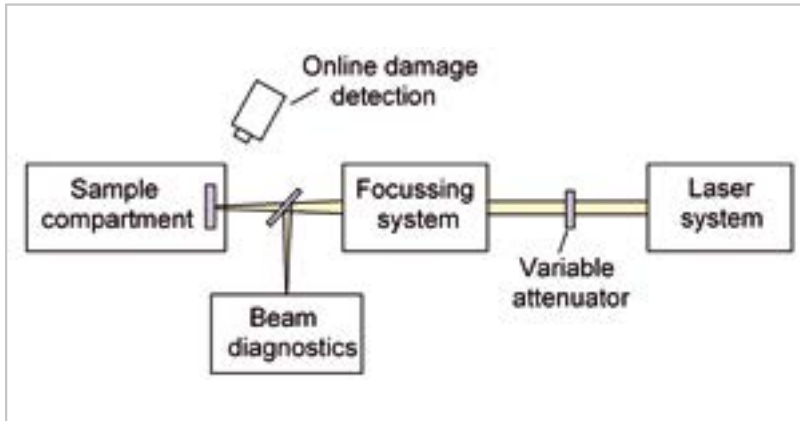 Online damage
detection
Sample
compartment
Focussing
system
Laser
system
Variable
attenuator
Beam
diagnostics